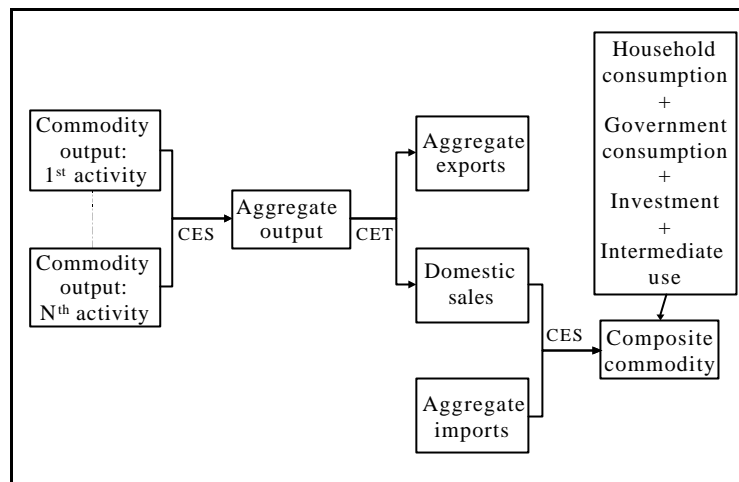 Commodity
output:
1st activity
Commodity
output:
Nth activity
CES
Aggregate
output
CET
Aggregate
exports
Domestic
sales
Aggregate
imports
CES
Household
consumption
+
Government
consumption
+
Investment
+
Intermediate
use
Composite
commodity